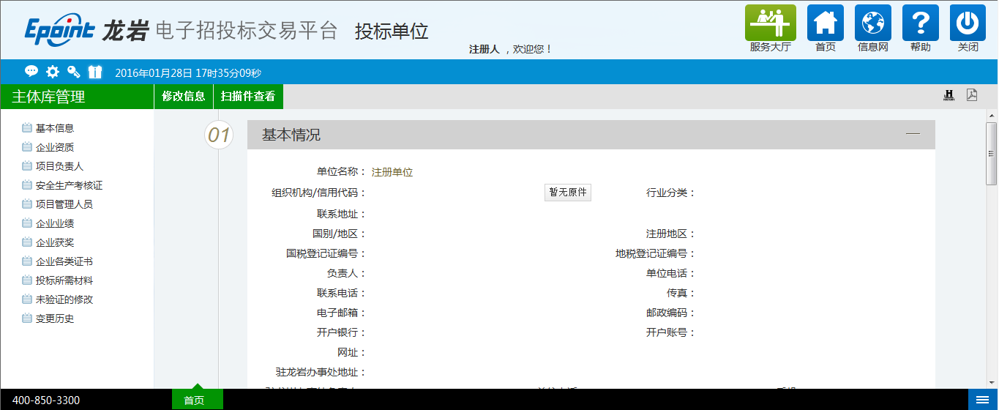 Epoint 龙岩 电子招投标交易平台 投标单位
注册人 ，欢迎您！
服务大厅 首页 信息网 帮助 关闭
2016年01月28日 17时35分09秒
主体库管理 修改信息 扫描件查看
基本信息
企业资质
项目负责人
安全生产考核证
项目管理人员
企业业绩
企业获奖
企业各类证书
投标所需材料
未验证的修改
变更历史
01 基本情况
单位名称： 注册单位
组织机构/信用代码： 暂无原件 行业分类：
联系地址：
国别/地区： 注册地区：
国税登记证编号： 地税登记证编号：
负责人： 单位电话：
联系电话： 传真：
电子邮箱： 邮政编码：
开户银行： 开户账号：
网址：
驻龙岩办事处地址：
400-850-3300 首页